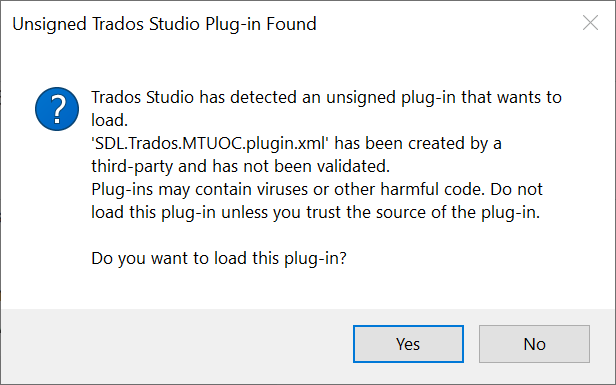 Unsigned Trados Studio Plug-in Found
Trados Studio has detected an unsigned plug-in that wants to
load.
'SDL.Trados.MTUOC.plugin.xml' has been created by a
third-party and has not been validated.
Plug-ins may contain viruses or other harmful code. Do not
load this plug-in unless you trust the source of the plug-in.
Do you want to load this plug-in?
Yes
No